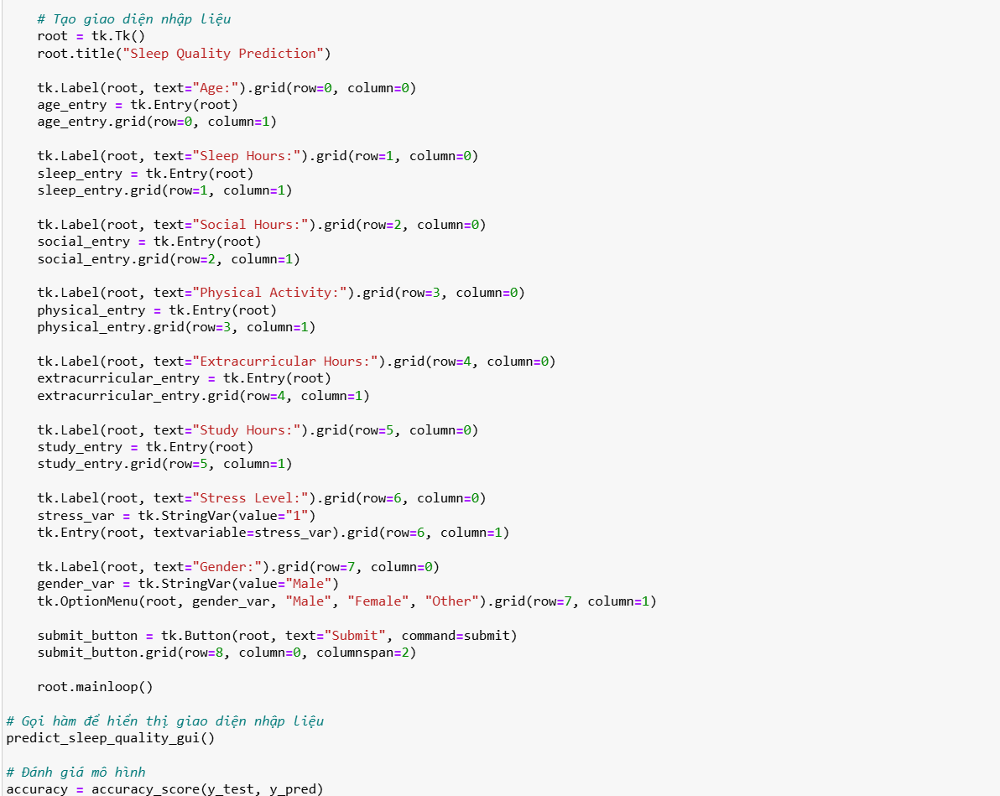 # Tạo giao diện nhập liệu
root = tk.Tk()
root.title("Sleep Quality Prediction")
tk.Label(root, text="Age:").grid(row=0, column=0)
age_entry = tk.Entry(root)
age_entry.grid(row=0, column=1)
tk.Label(root, text="Sleep Hours:").grid(row=1, column=0)
sleep_entry = tk.Entry(root)
sleep_entry.grid(row=1, column=1)
tk.Label(root, text="Social Hours:").grid(row=2, column=0)
social_entry = tk.Entry(root)
social_entry.grid(row=2, column=1)
tk.Label(root, text="Physical Activity:").grid(row=3, column=0)
physical_entry = tk.Entry(root)
physical_entry.grid(row=3, column=1)
tk.Label(root, text="Extracurricular Hours:").grid(row=4, column=0)
extracurricular_entry = tk.Entry(root)
extracurricular_entry.grid(row=4, column=1)
tk.Label(root, text="Study Hours:").grid(row=5, column=0)
study_entry = tk.Entry(root)
study_entry.grid(row=5, column=1)
tk.Label(root, text="Stress Level:").grid(row=6, column=0)
stress_var = tk.StringVar(value="1")
tk.Entry(root, textvariable=stress_var).grid(row=6, column=1)
tk.Label(root, text="Gender:").grid(row=7, column=0)
gender_var = tk.StringVar(value="Male")
tk.OptionMenu(root, gender_var, "Male", "Female", "Other").grid(row=7, column=1)
submit_button = tk.Button(root, text="Submit", command=submit)
submit_button.grid(row=8, column=0, columnspan=2)
root.mainloop()
# Gọi hàm để hiển thị giao diện nhập liệu
predict_sleep_quality_gui()
# Đánh giá mô hình
accuracy = accuracy_score(y_test, y_pred)